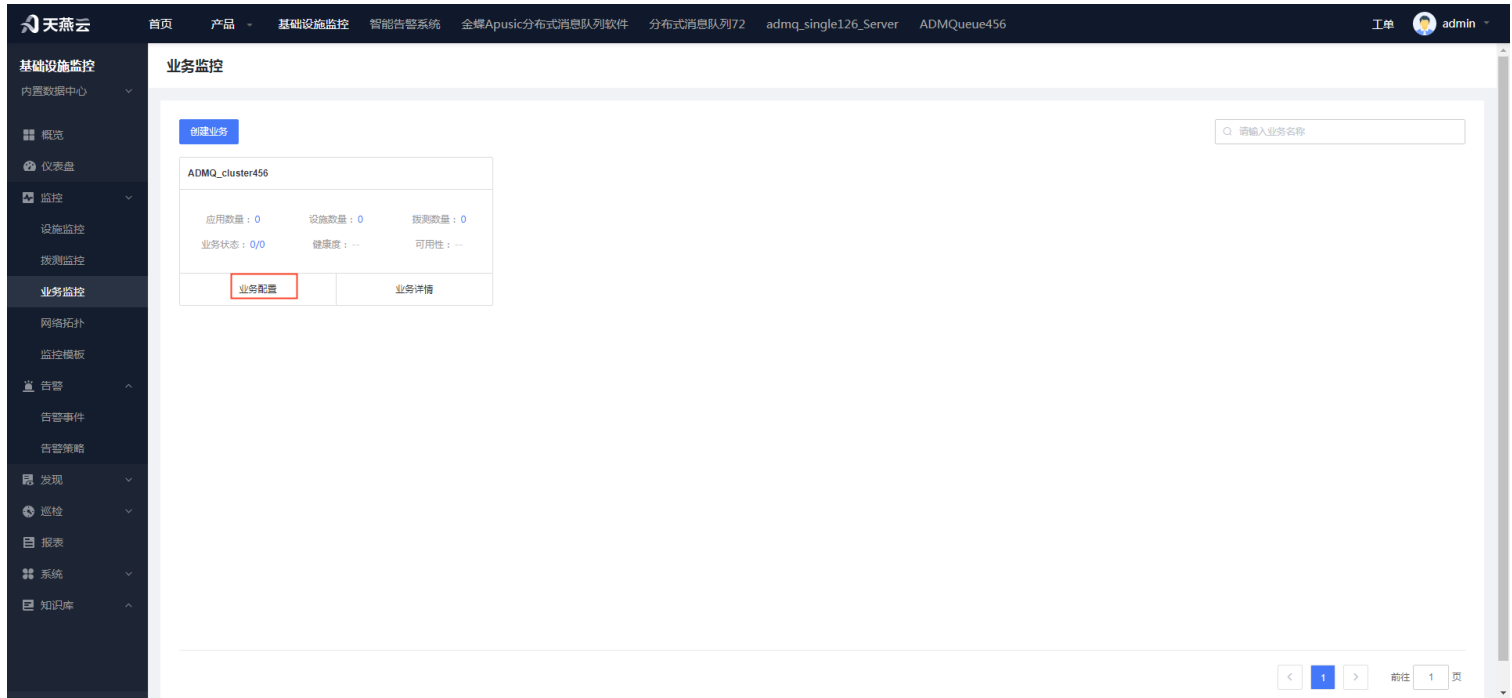 天燕云
首页 产品 基础设施监控 智能告警系统 金蝶Apusic分布式消息队列软件 分布式消息队列72 admq_single126_Server ADMQueue456 工单 admin
基础设施监控
内置数据中心
概览
仪表盘
监控
设施监控
拨测监控
业务监控
网络拓扑
监控模板
告警
告警事件
告警策略
发现
巡检
报表
系统
知识库
业务监控
创建业务
请输入业务名称
ADMQ_cluster456
应用数量：0 设施数量：0 拨测数量：0
业务状态：0/0 健康度：-- 可用性：--
业务配置 业务详情
1 前往 1 页